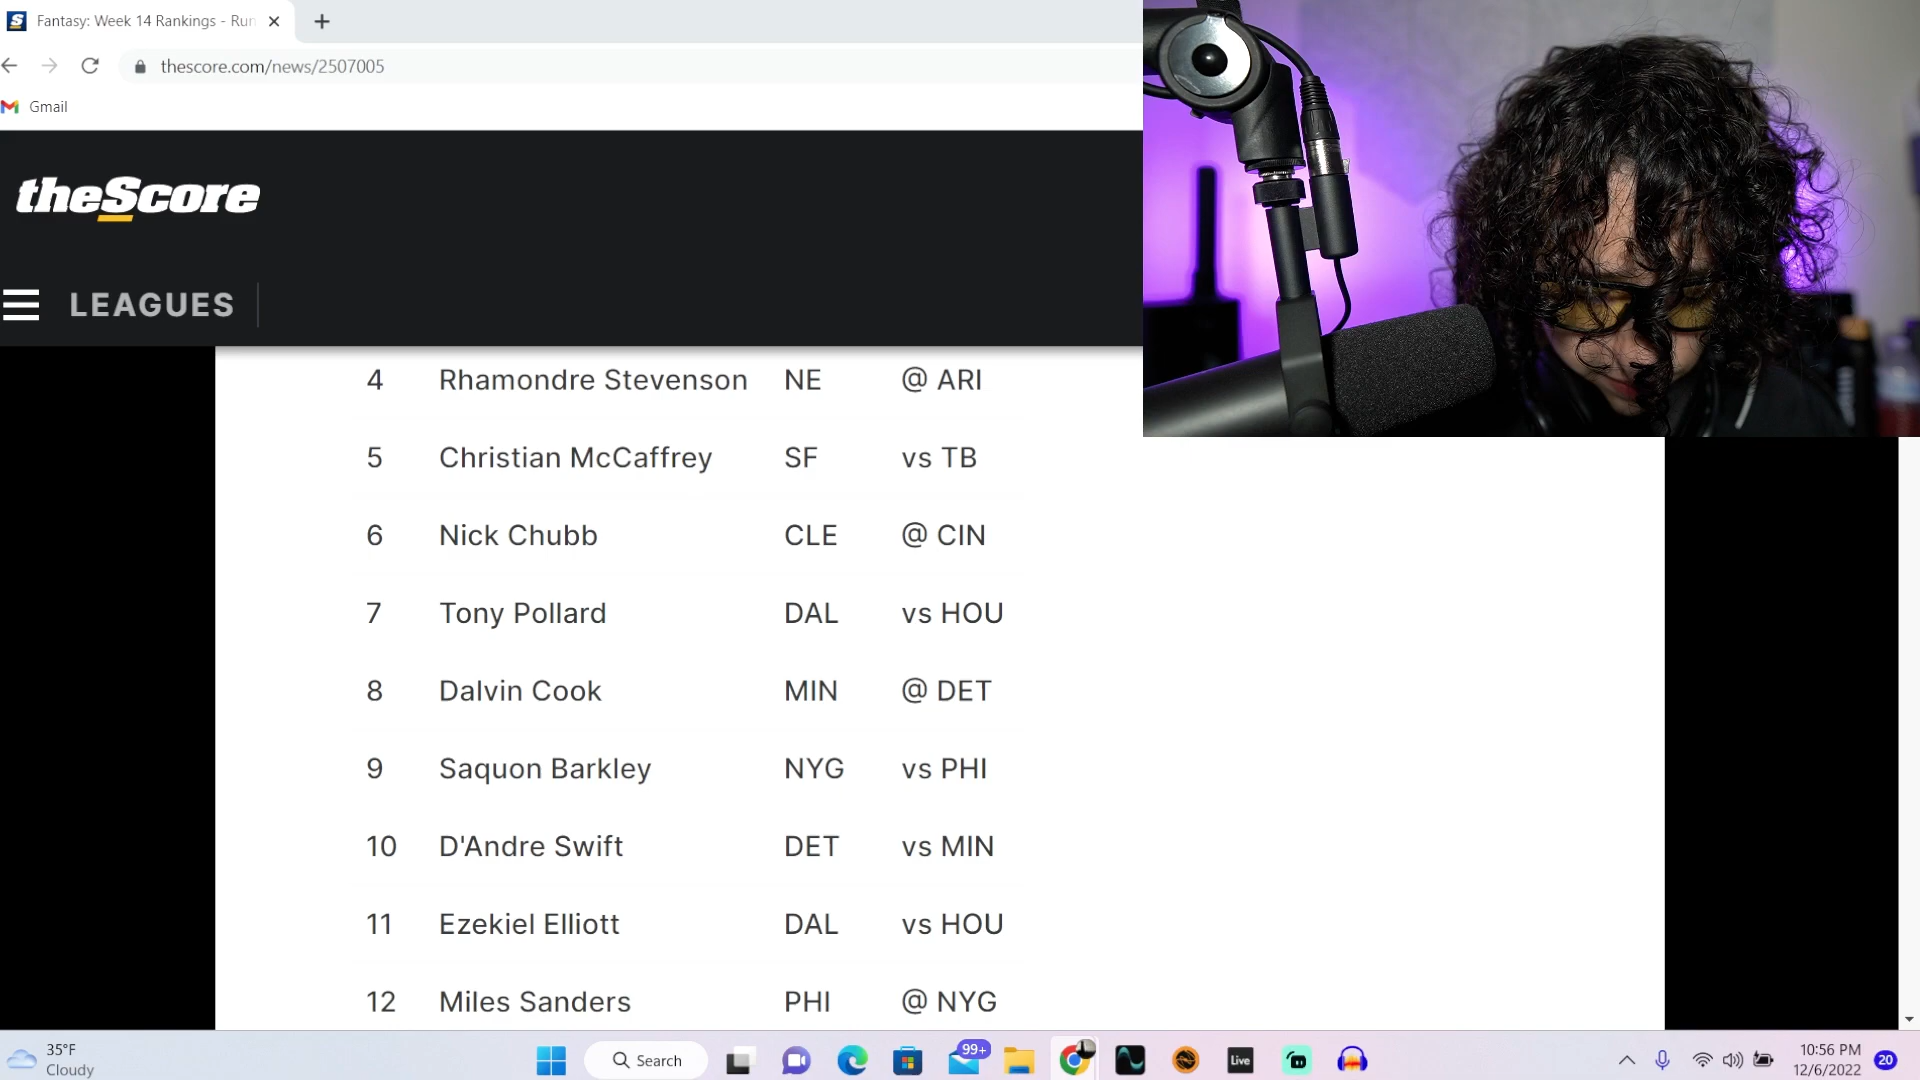 Fantasy: Week 14 Rankings - Run
thescore.com/news/2507005
Gmail
theScore
LEAGUES
4 Rhamondre Stevenson NE @ ARI
5 Christian McCaffrey SF vs TB
6 Nick Chubb CLE @ CIN
7 Tony Pollard DAL vs HOU
8 Dalvin Cook MIN @ DET
9 Saquon Barkley NYG vs PHI
10 D'Andre Swift DET vs MIN
11 Ezekiel Elliott DAL vs HOU
12 Miles Sanders PHI @ NYG
35°F
Cloudy
Search
99+
Live
10:56 PM
12/6/2022
20